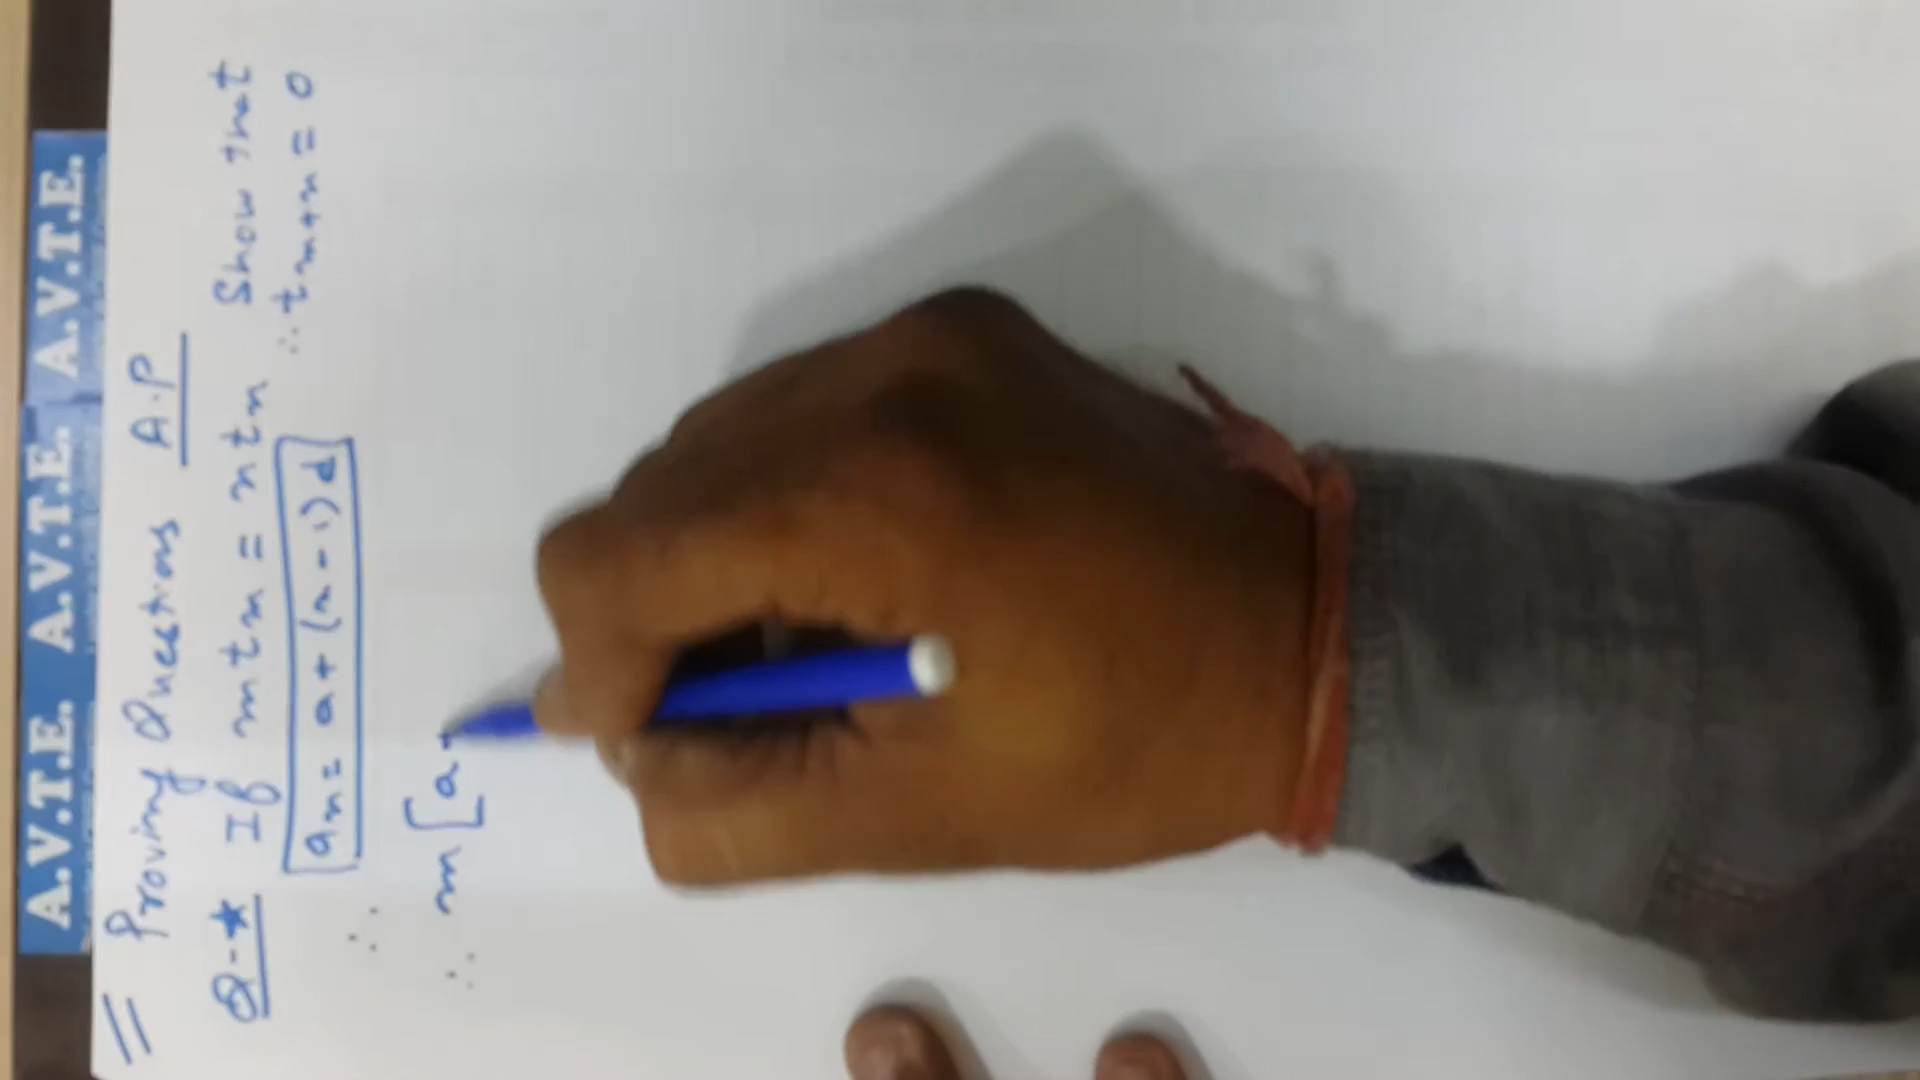 A.V.T.E. A.V.T.E. A.V.T.E. A.V.T.E.
Proving Questions A.P
Q-★ If mtm = ntn Show that
∴ tm+n = 0
an = a + (n-1)d
∴
∴ m[a+